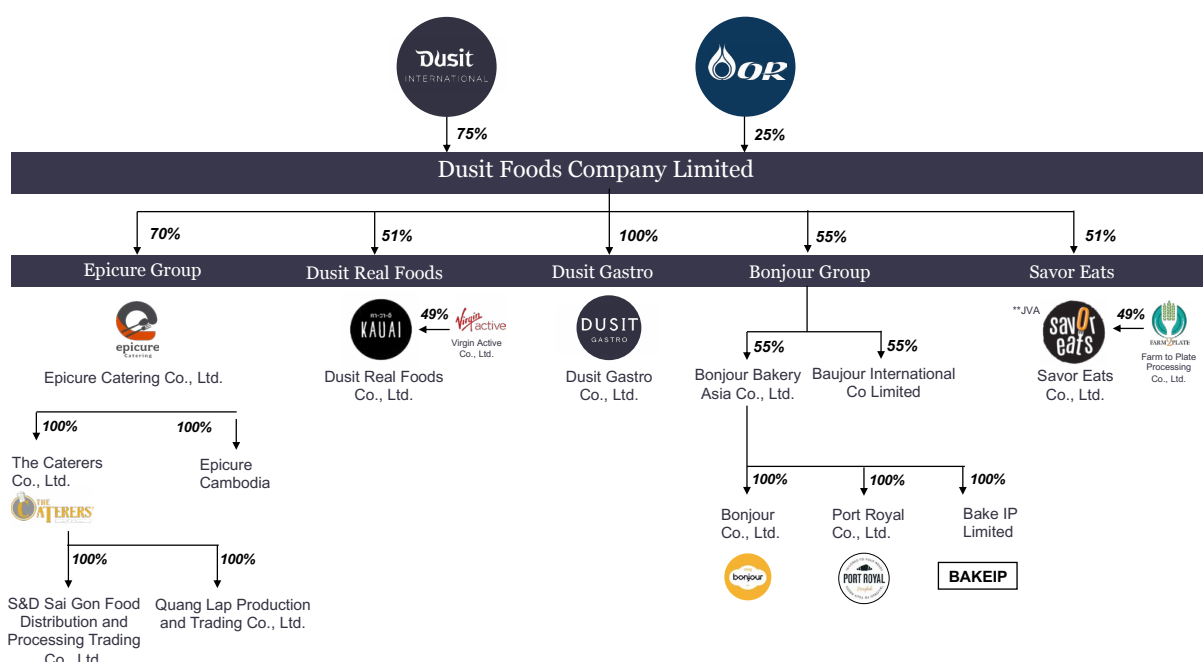 Dusit
INTERNATIONAL
OR
75%
25%
Dusit Foods Company Limited
70%
51%
100%
55%
51%
Epicure Group
Dusit Real Foods
Dusit Gastro
Bonjour Group
Savor Eats
epicure
Catering
KAUAI
49%
Virgin
active
Virgin Active
Co., Ltd.
DUSIT
GASTRO
**JVA
savor
eats
49%
FARM2PLATE
Farm to Plate
Processing
Co., Ltd.
55%
55%
Epicure Catering Co., Ltd.
Dusit Real Foods
Co., Ltd.
Dusit Gastro
Co., Ltd.
Bonjour Bakery
Asia Co., Ltd.
Baujour International
Co Limited
Savor Eats
Co., Ltd.
100%
100%
The Caterers
Co., Ltd.
Epicure
Cambodia
THE
CATERERS
100%
100%
100%
Bonjour
Co., Ltd.
Port Royal
Co., Ltd.
Bake IP
Limited
bonjour
PORT ROYAL
BAKEIP
100%
100%
S&D Sai Gon Food
Distribution and
Processing Trading
Co., Ltd
Quang Lap Production
and Trading Co., Ltd.